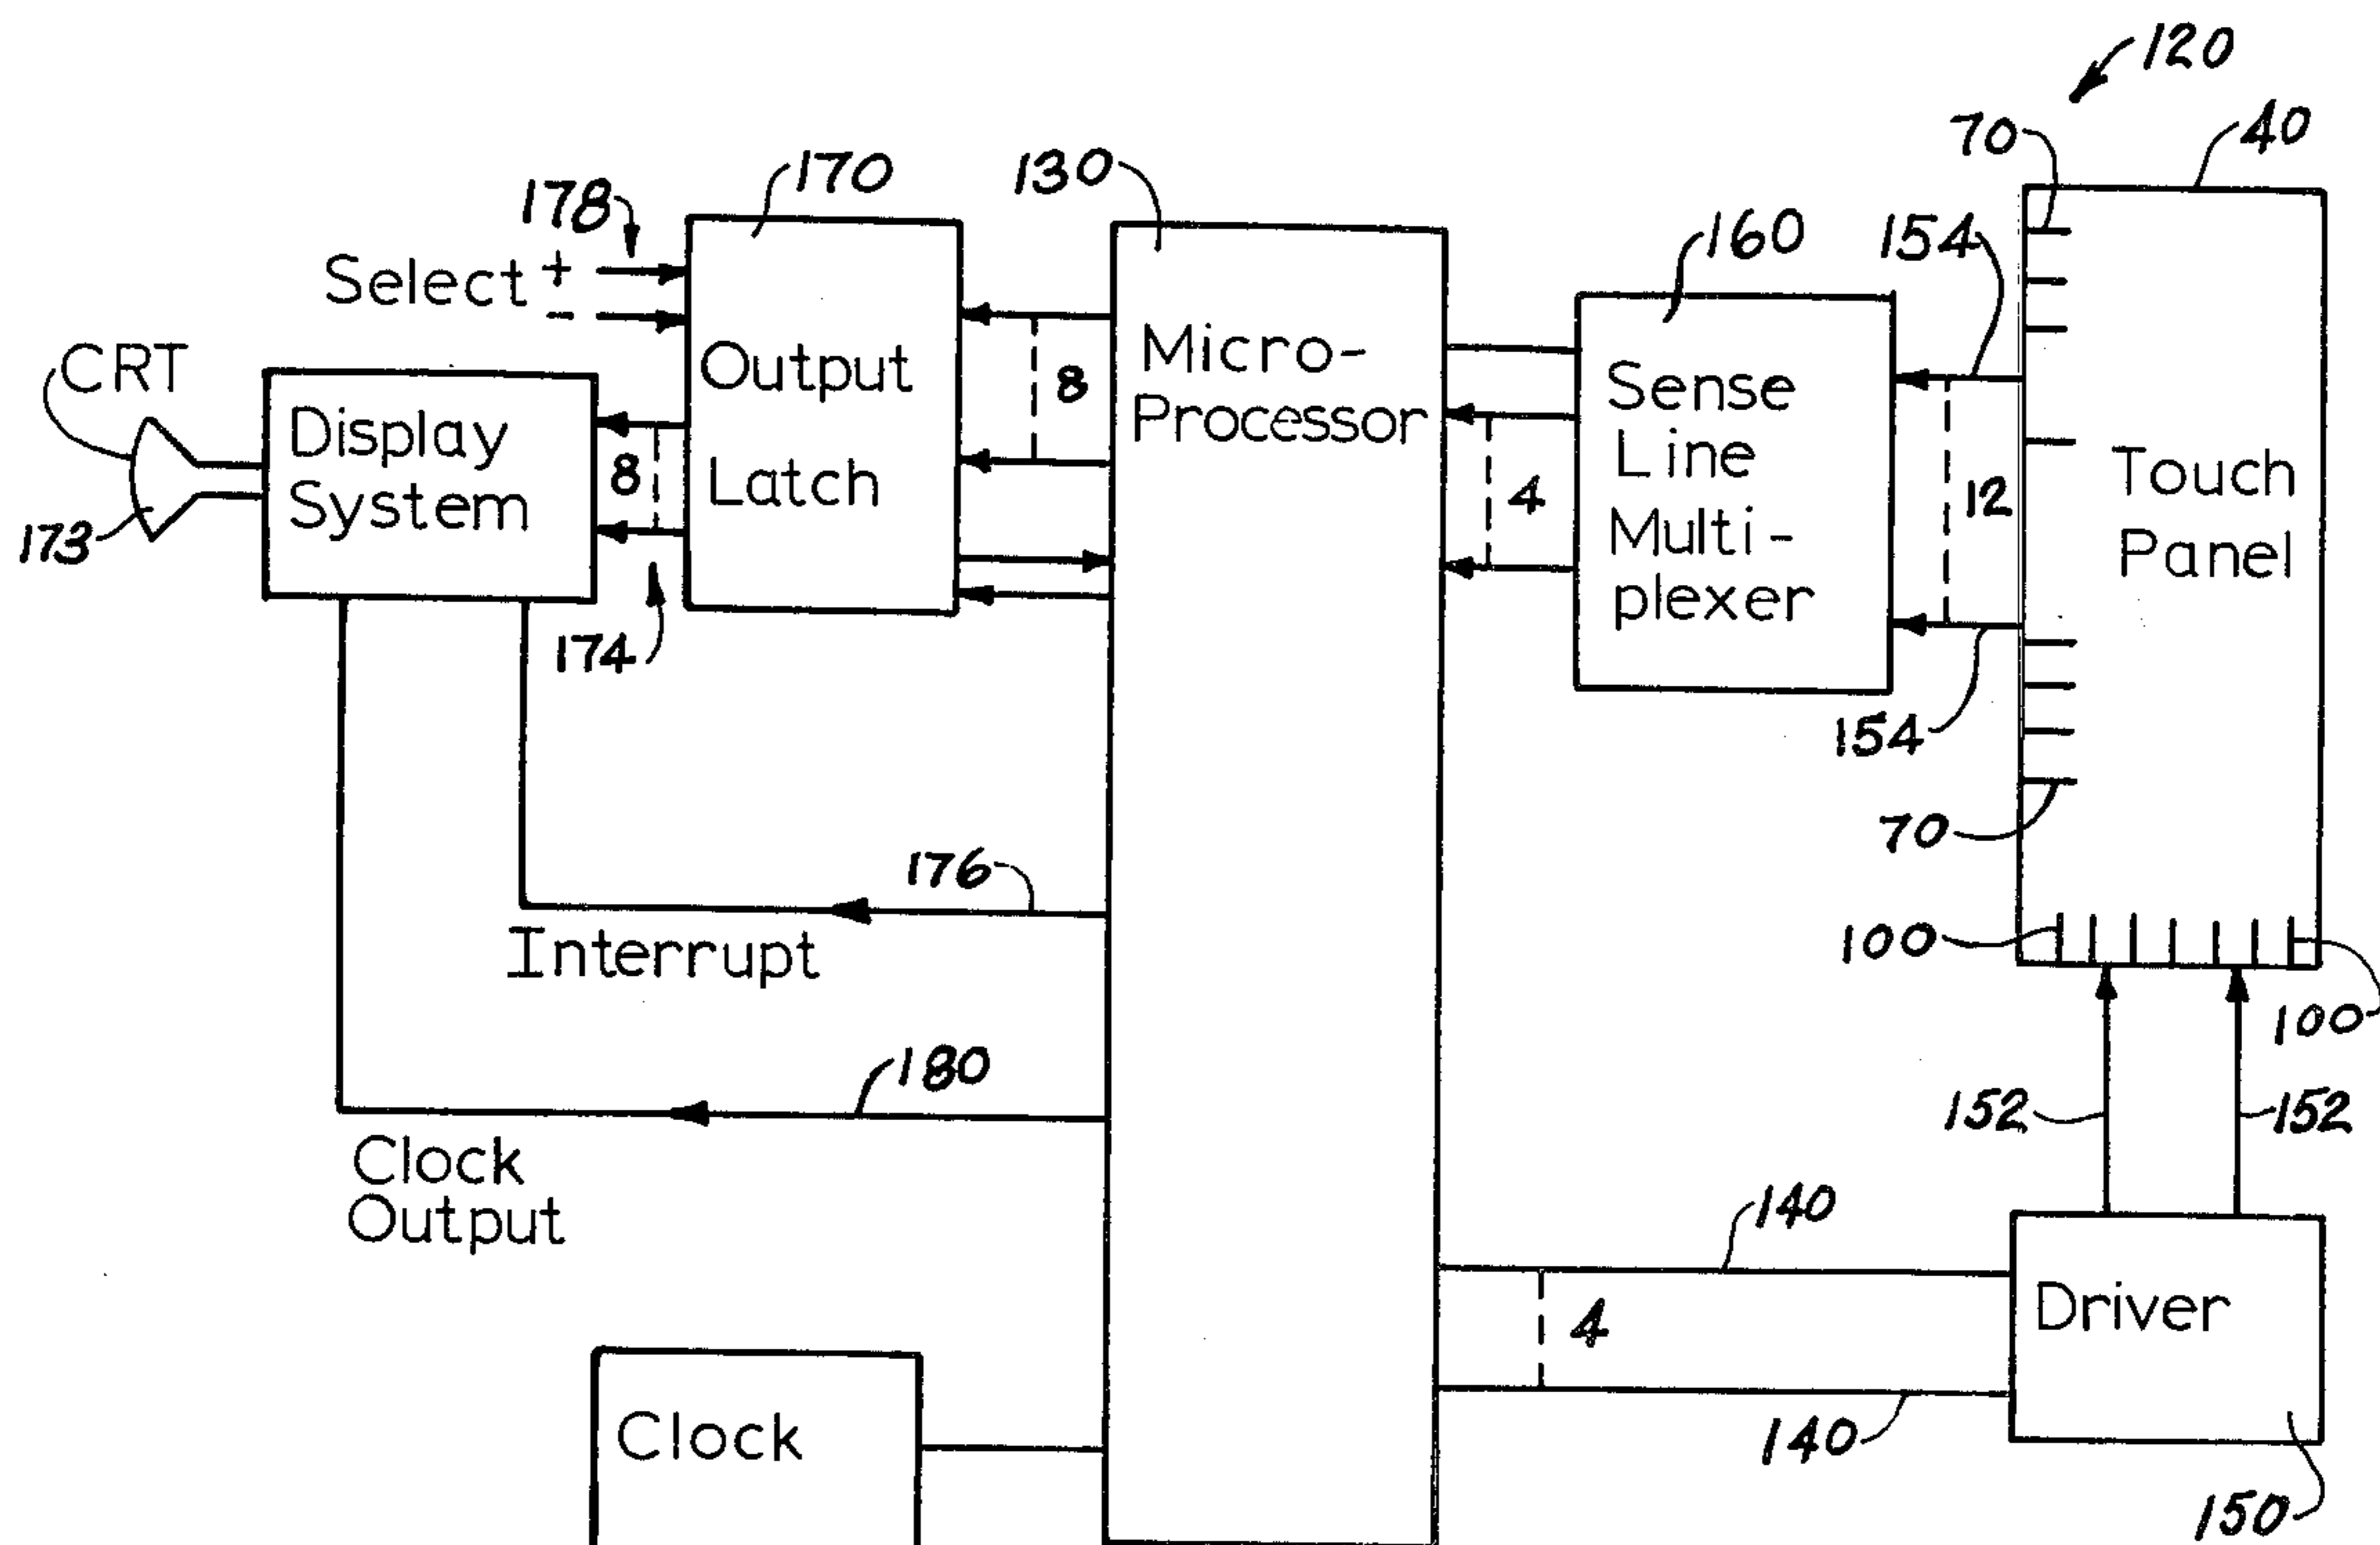 120
70
40
178
170
130
160
154
Select +
-
CRT
Display
System
173
8
174
Output
Latch
8
Micro-
Processor
4
Sense
Line
Multi-
plexer
12
154
Touch
Panel
70
176
Interrupt
100
100
180
Clock
Output
152
152
140
4
140
Driver
150
Clock